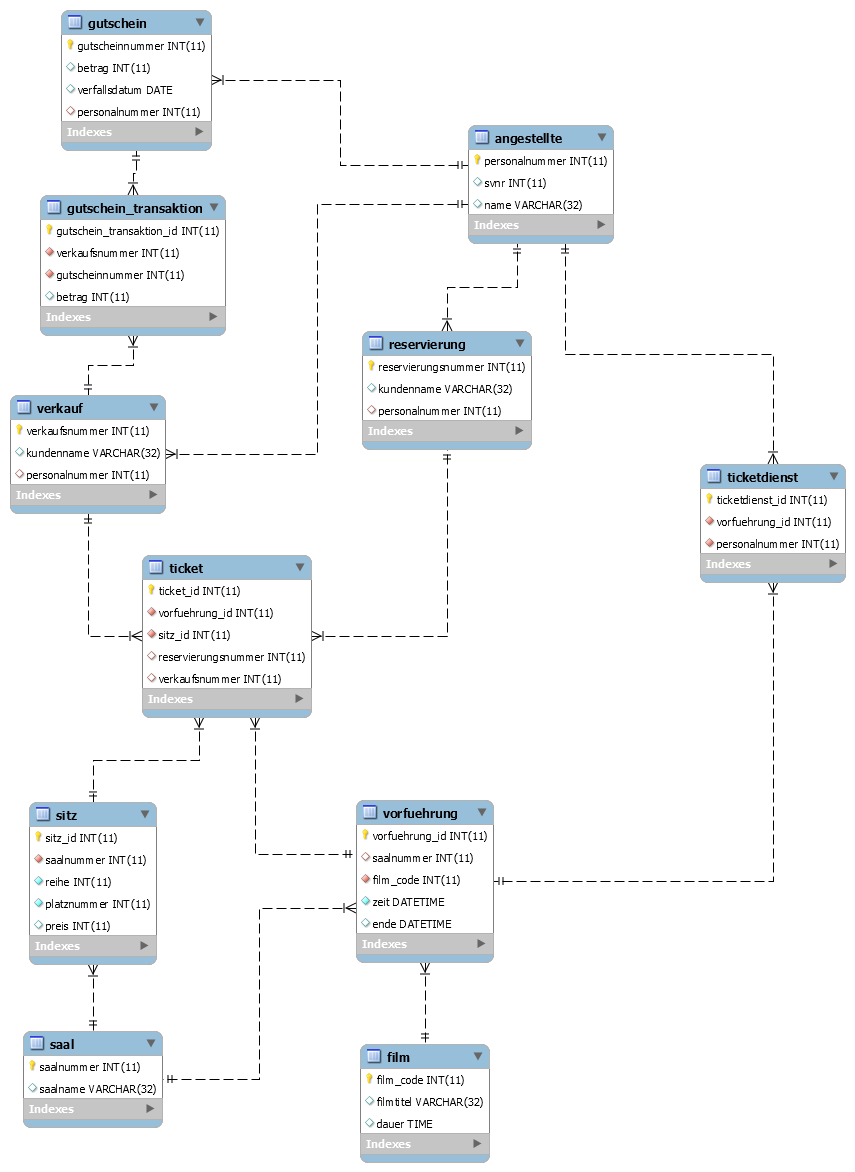 gutschein
gutscheinnummer INT(11)
betrag INT(11)
verfallsdatum DATE
personalnummer INT(11)
Indexes
angestellte
personalnummer INT(11)
svnr INT(11)
name VARCHAR(32)
Indexes
gutschein_transaktion
gutschein_transaktion_id INT(11)
verkaufsnummer INT(11)
gutscheinnummer INT(11)
betrag INT(11)
Indexes
reservierung
reservierungsnummer INT(11)
kundenname VARCHAR(32)
personalnummer INT(11)
Indexes
verkauf
verkaufsnummer INT(11)
kundenname VARCHAR(32)
personalnummer INT(11)
Indexes
ticketdienst
ticketdienst_id INT(11)
vorfuehrung_id INT(11)
personalnummer INT(11)
Indexes
ticket
ticket_id INT(11)
vorfuehrung_id INT(11)
sitz_id INT(11)
reservierungsnummer INT(11)
verkaufsnummer INT(11)
Indexes
sitz
sitz_id INT(11)
saalnummer INT(11)
reihe INT(11)
platznummer INT(11)
preis INT(11)
Indexes
vorfuehrung
vorfuehrung_id INT(11)
saalnummer INT(11)
film_code INT(11)
zeit DATETIME
ende DATETIME
Indexes
saal
saalnummer INT(11)
saalname VARCHAR(32)
Indexes
film
film_code INT(11)
filmtitel VARCHAR(32)
dauer TIME
Indexes